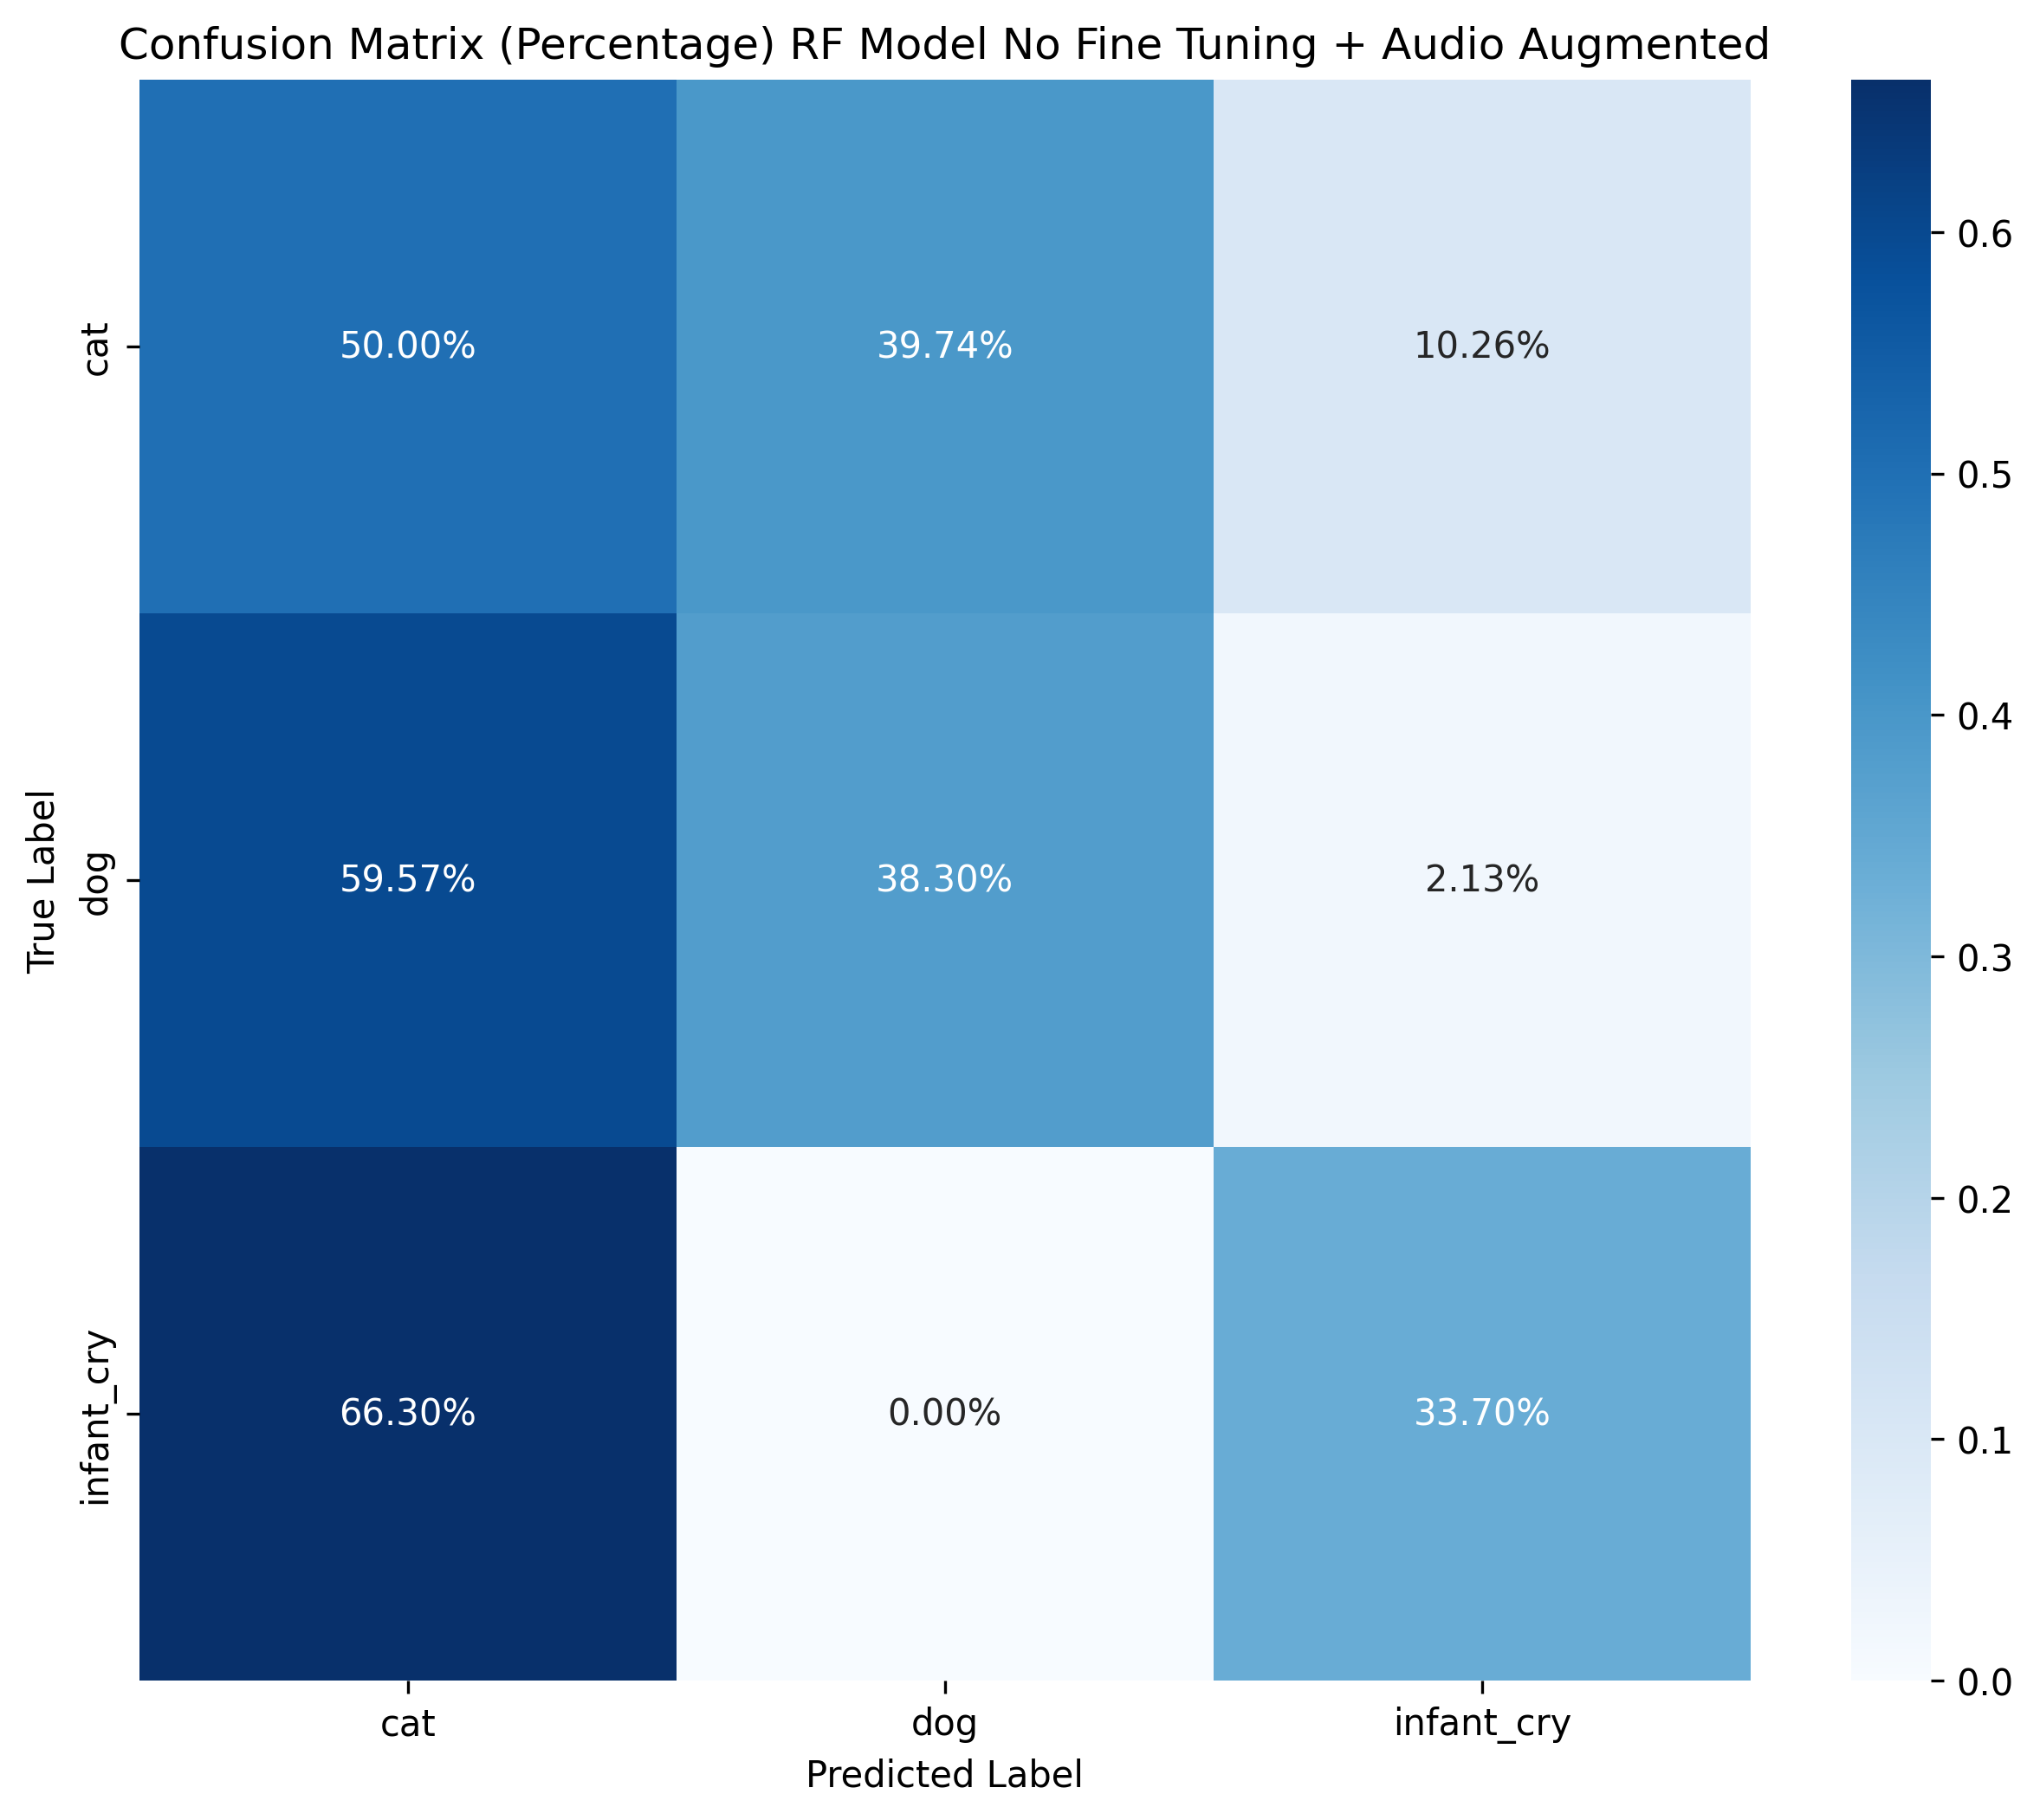 Confusion Matrix (Percentage) RF Model No Fine Tuning + Audio Augmented
True Label
cat
50.00%
39.74%
10.26%
dog
59.57%
38.30%
2.13%
infant_cry
66.30%
0.00%
33.70%
cat
dog
infant_cry
Predicted Label
0.6
0.5
0.4
0.3
0.2
0.1
0.0